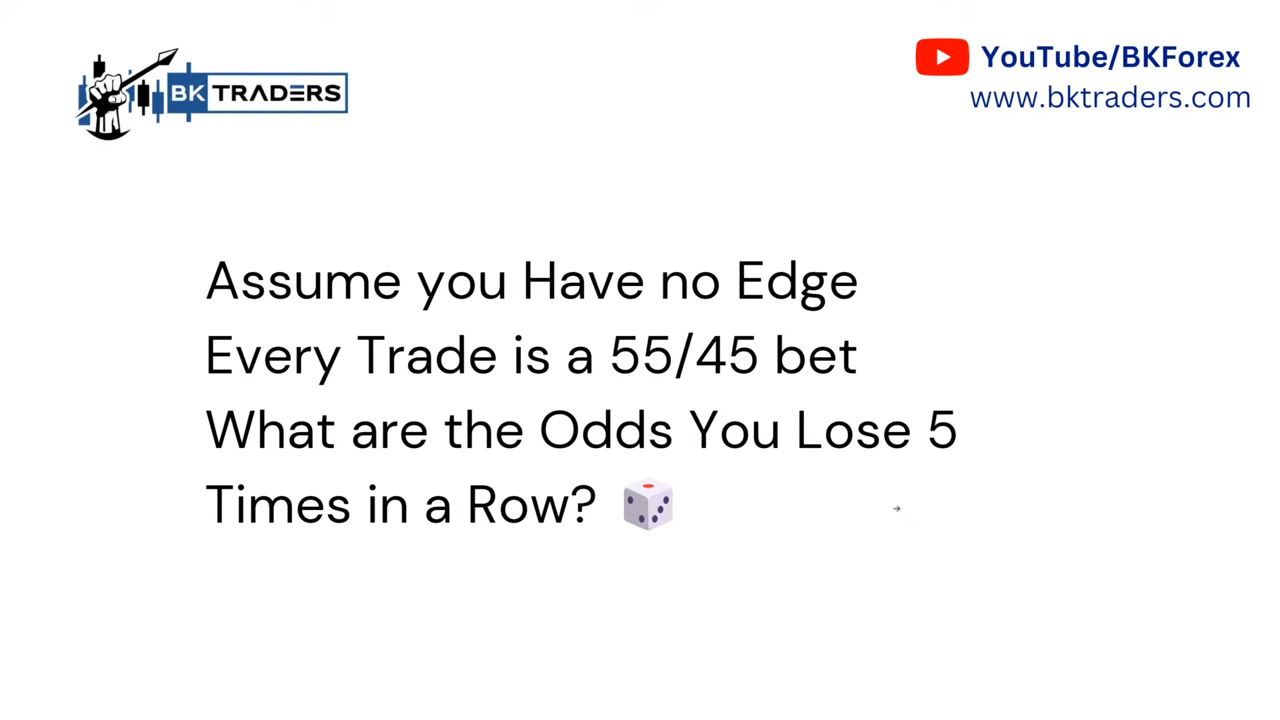 BK TRADERS
YouTube/BKForex
www.bktraders.com
Assume you Have no Edge
Every Trade is a 55/45 bet
What are the Odds You Lose 5
Times in a Row?